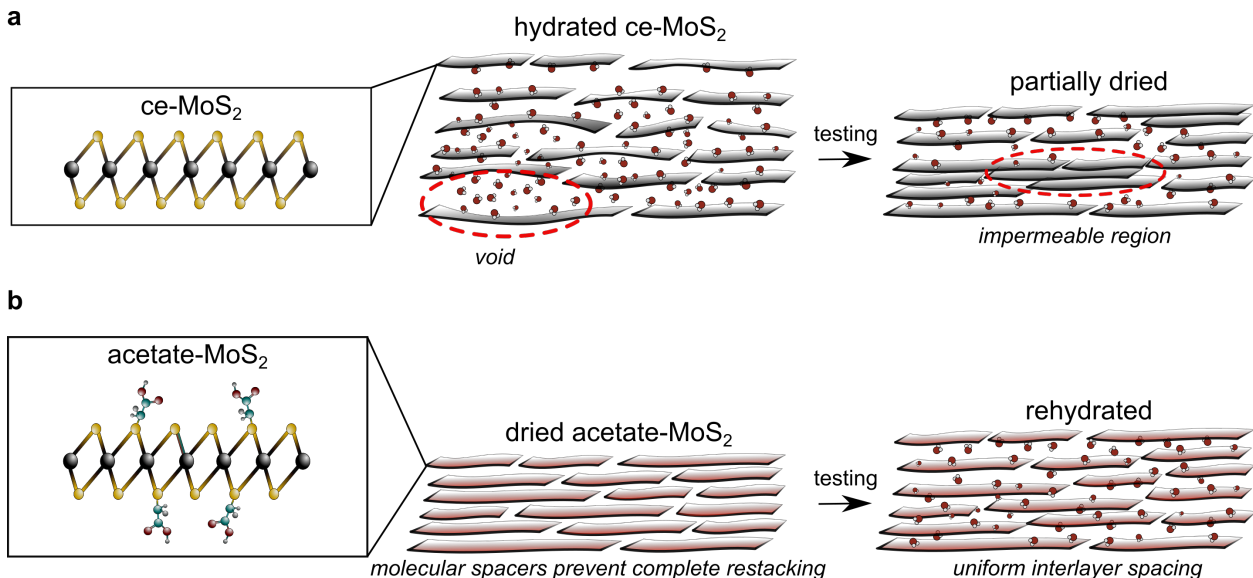 a
hydrated ce-MoS₂
ce-MoS₂
partially dried
testing
void
impermeable region
b
acetate-MoS₂
dried acetate-MoS₂
rehydrated
testing
molecular spacers prevent complete restacking
uniform interlayer spacing